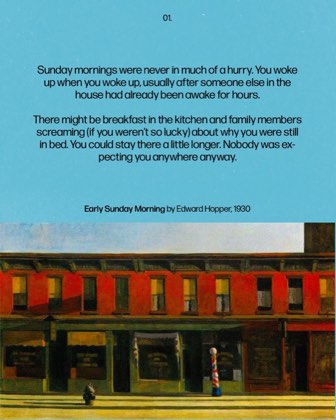 01.
Sunday mornings were never in much of a hurry. You woke
up when you woke up, usually after someone else in the
house had already been awake for hours.
There might be breakfast in the kitchen and family members
screaming (if you weren't so lucky) about why you were still
in bed. You could stay there a little longer. Nobody was ex-
pecting you anywhere anyway.
Early Sunday Morning by Edward Hopper, 1930